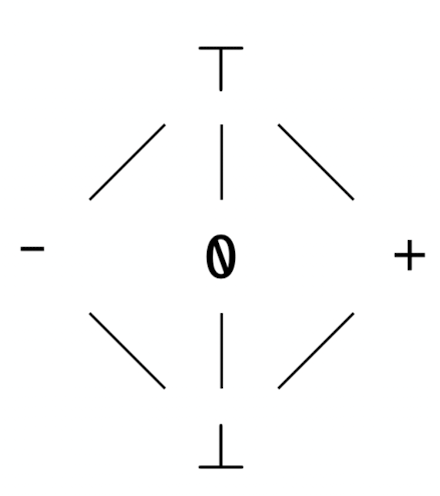 ⊤
- 0 +
⊥